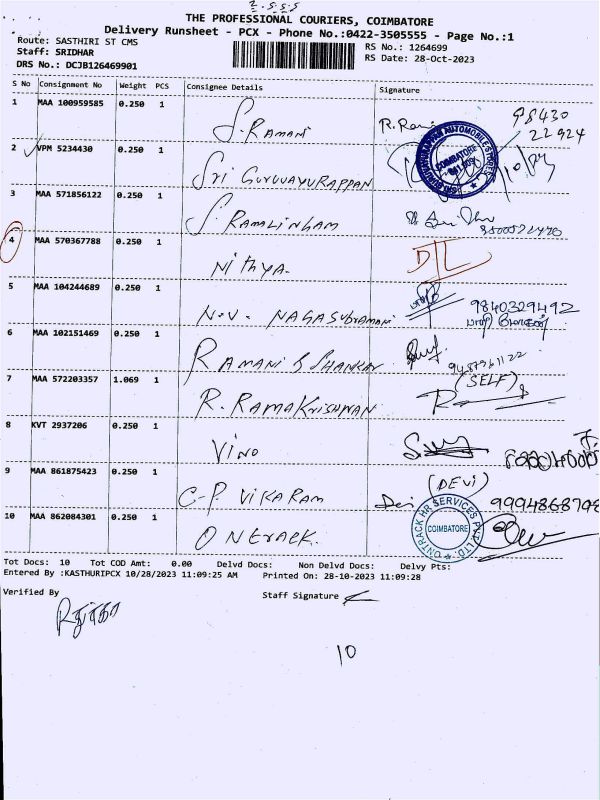 THE PROFESSIONAL COURIERS, COIMBATORE
Delivery Runsheet - PCX - Phone No.:0422-3505555 - Page No.:1
Route: SASTHIRI ST CMS RS No.: 1264699
Staff: SRIDHAR RS Date: 28-Oct-2023
DRS No.: DCJB126469901
S No Consignment No Weight PCS Consignee Details Signature
1 MAA 100959585 0.250 1 S. RAMANI 98430
22924
2 VPM 5234430 0.250 1 Sri GURUVAYURAPPAN COIMBATORE
3 MAA 571856122 0.250 1 S. RAMALINGAM
4 MAA 570367788 0.250 1 NITHYA. DTL
5 MAA 104244689 0.250 1 N.V. NAGASUBRAMANI 9840329492
6 MAA 102151469 0.250 1 RAMANI & SHANKAR
7 MAA 572203357 1.069 1 R. RAMAKRISHNAN (SELF)
8 KVT 2937206 0.250 1 VINO
9 MAA 861875423 0.250 1 C.P. VIKARAM (DEVI)
10 MAA 862084301 0.250 1 ONTRACK. ONTRACK HR SERVICES PVT LTD COIMBATORE
Tot Docs: 10 Tot COD Amt: 0.00 Delvd Docs: Non Delvd Docs: Delvy Pts:
Entered By :KASTHURIPCX 10/28/2023 11:09:25 AM Printed On: 28-10-2023 11:09:28
Verified By Staff Signature
10